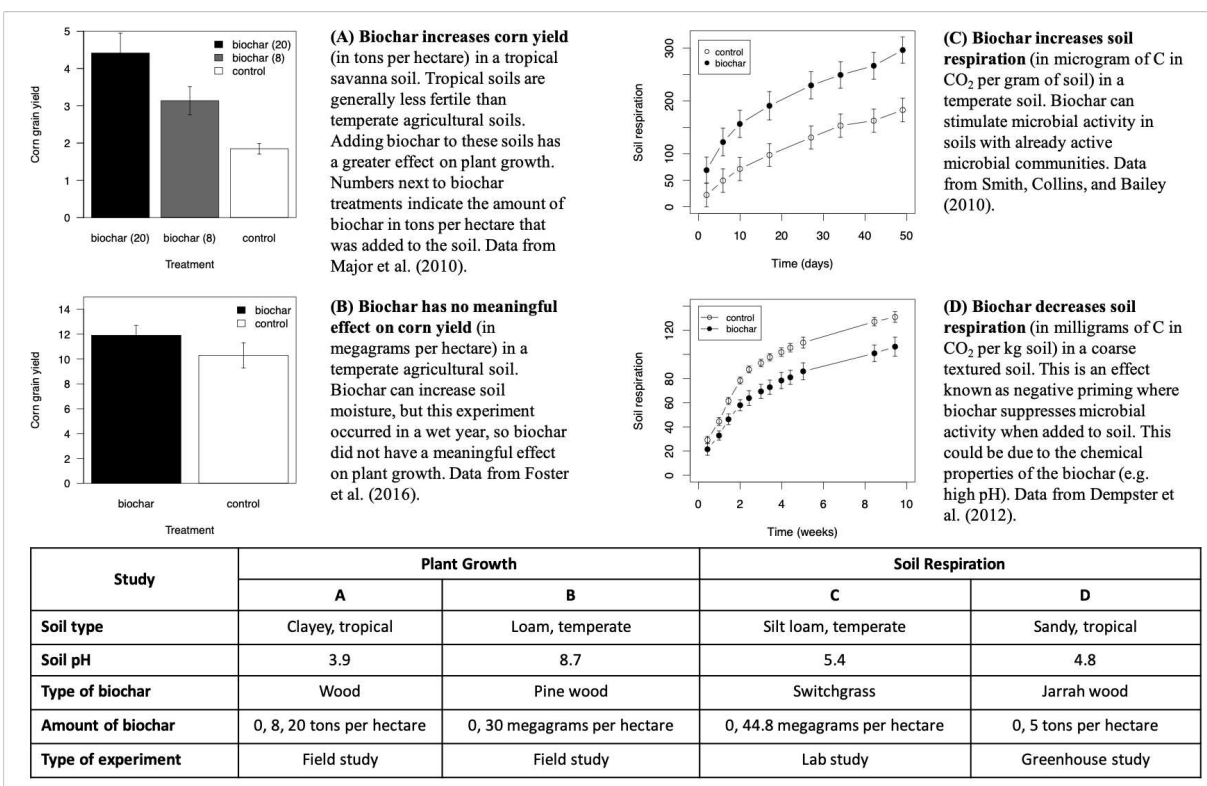 5
4
3
2
1
0
Corn grain yield
biochar (20)
biochar (8)
control
biochar (20) biochar (8) control
Treatment
(A) Biochar increases corn yield
(in tons per hectare) in a tropical
savanna soil. Tropical soils are
generally less fertile than
temperate agricultural soils.
Adding biochar to these soils has
a greater effect on plant growth.
Numbers next to biochar
treatments indicate the amount of
biochar in tons per hectare that
was added to the soil. Data from
Major et al. (2010).
300
200
100
50
0
Soil respiration
control
biochar
0 10 20 30 40 50
Time (days)
(C) Biochar increases soil
respiration (in microgram of C in
CO₂ per gram of soil) in a
temperate soil. Biochar can
stimulate microbial activity in
soils with already active
microbial communities. Data
from Smith, Collins, and Bailey
(2010).
14
12
10
8
6
4
2
0
Corn grain yield
biochar
control
biochar control
Treatment
(B) Biochar has no meaningful
effect on corn yield (in
megagrams per hectare) in a
temperate agricultural soil.
Biochar can increase soil
moisture, but this experiment
occurred in a wet year, so biochar
did not have a meaningful effect
on plant growth. Data from Foster
et al. (2016).
120
80
60
40
20
0
Soil respiration
control
biochar
0 2 4 6 8 10
Time (weeks)
(D) Biochar decreases soil
respiration (in milligrams of C in
CO₂ per kg soil) in a coarse
textured soil. This is an effect
known as negative priming where
biochar suppresses microbial
activity when added to soil. This
could be due to the chemical
properties of the biochar (e.g.
high pH). Data from Dempster et
al. (2012).
Study Plant Growth Soil Respiration
A B C D
Soil type Clayey, tropical Loam, temperate Silt loam, temperate Sandy, tropical
Soil pH 3.9 8.7 5.4 4.8
Type of biochar Wood Pine wood Switchgrass Jarrah wood
Amount of biochar 0, 8, 20 tons per hectare 0, 30 megagrams per hectare 0, 44.8 megagrams per hectare 0, 5 tons per hectare
Type of experiment Field study Field study Lab study Greenhouse study